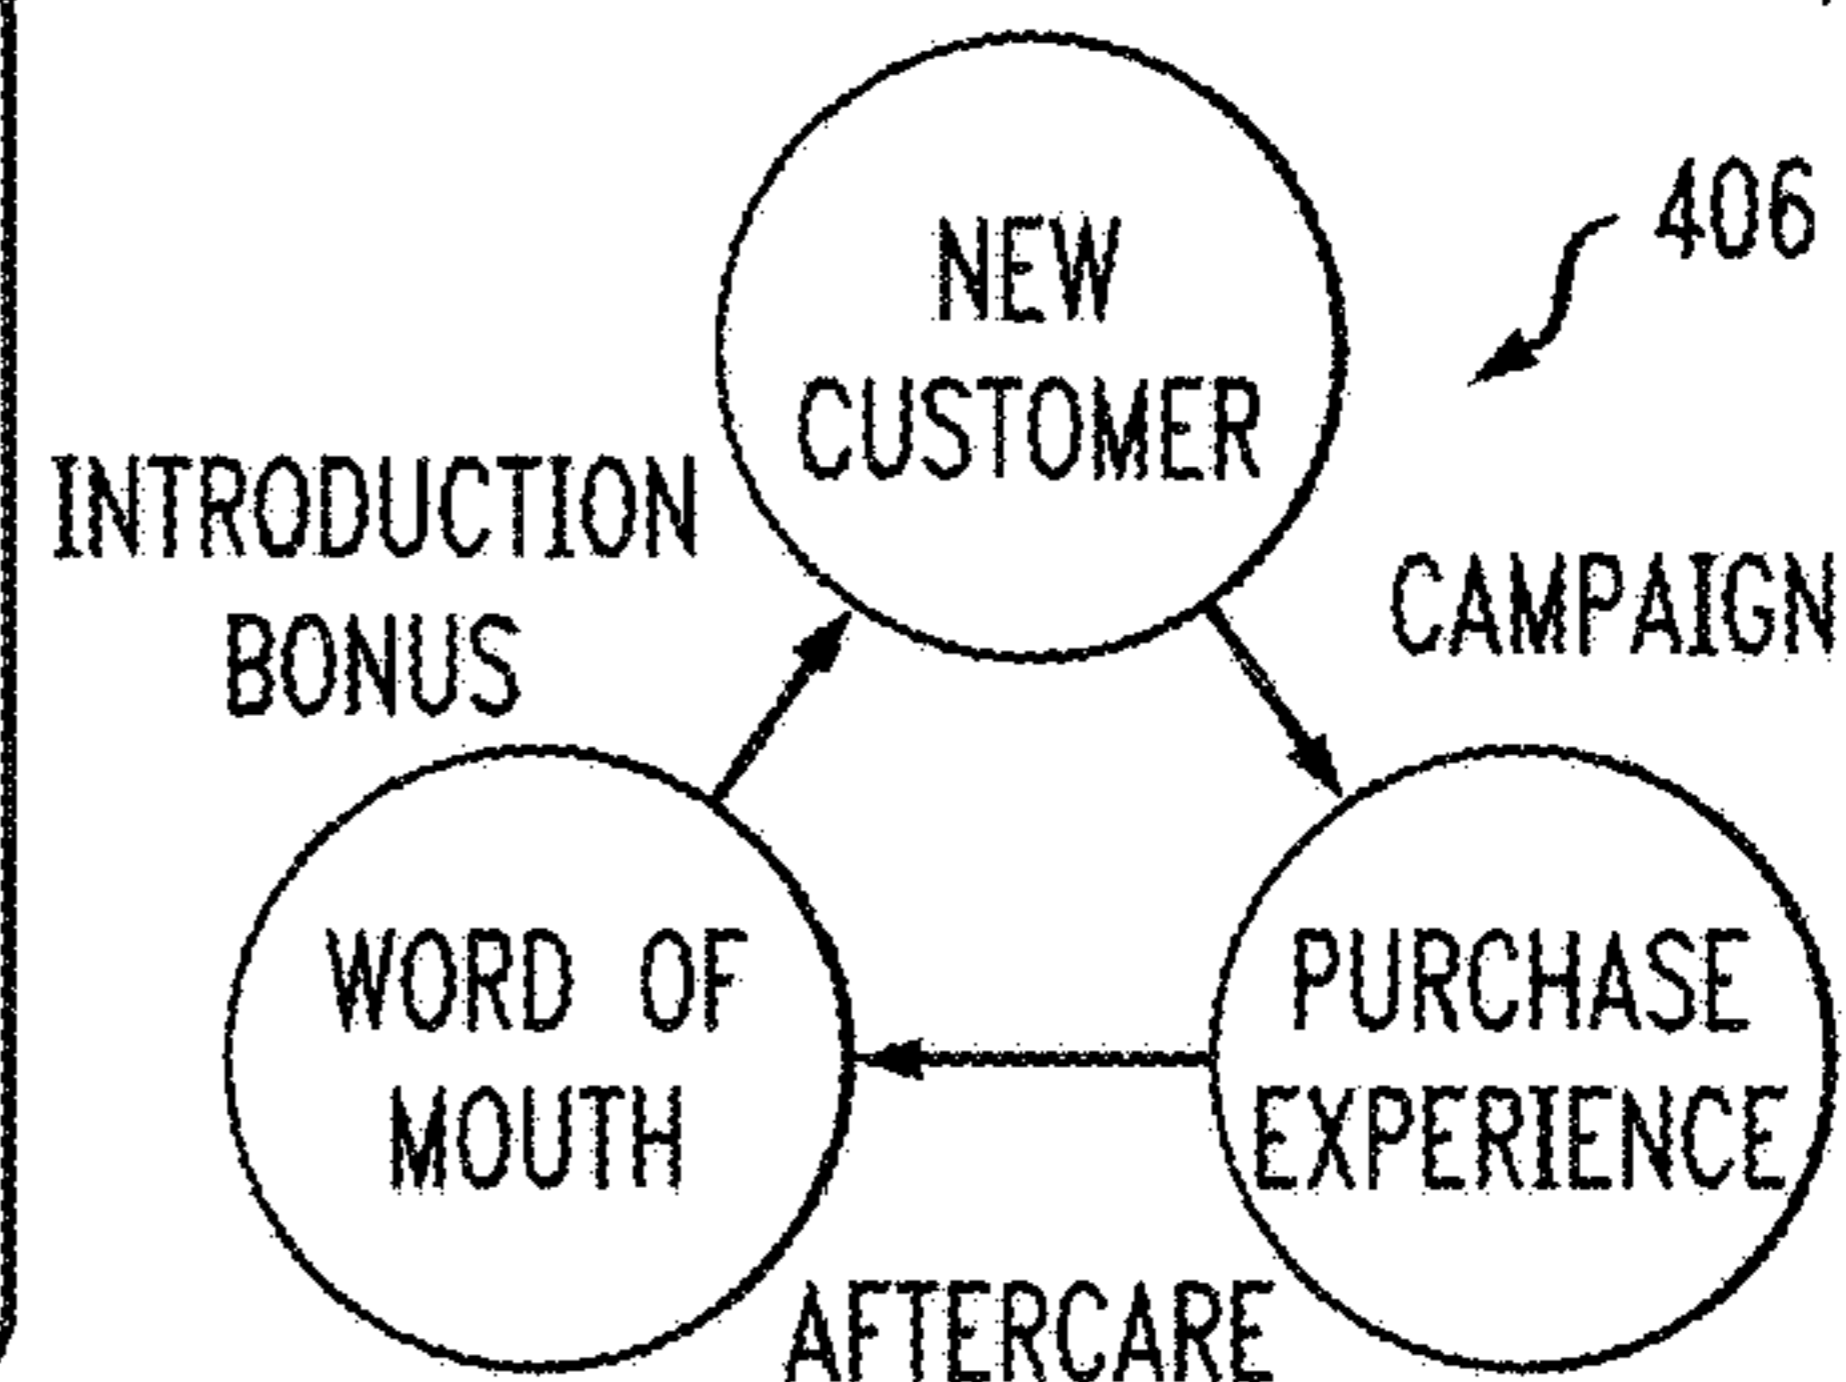 NEW
CUSTOMER
406
INTRODUCTION
BONUS
CAMPAIGN
WORD OF
MOUTH
PURCHASE
EXPERIENCE
AFTERCARE